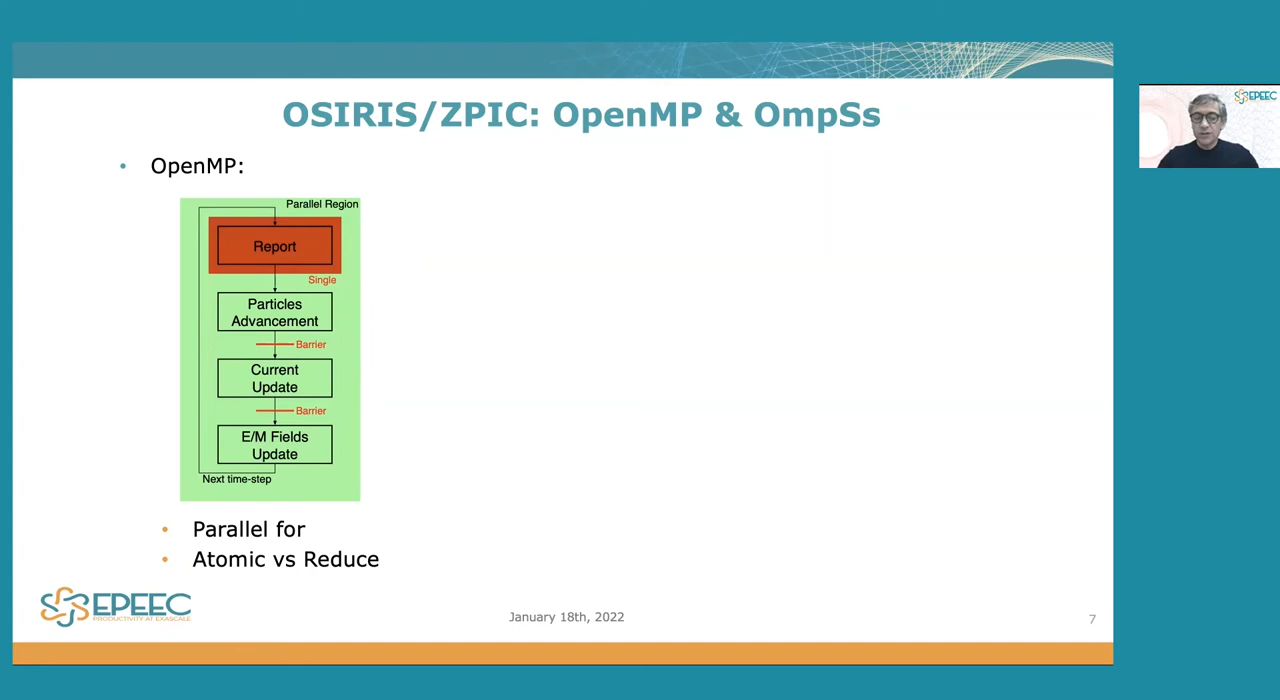 OSIRIS/ZPIC: OpenMP & OmpSs
EPEEC
• OpenMP:
Parallel Region
Report
Single
Particles
Advancement
Barrier
Current
Update
Barrier
E/M Fields
Update
Next time-step
• Parallel for
• Atomic vs Reduce
EPEEC
PRODUCTIVITY AT EXASCALE
January 18th, 2022
7